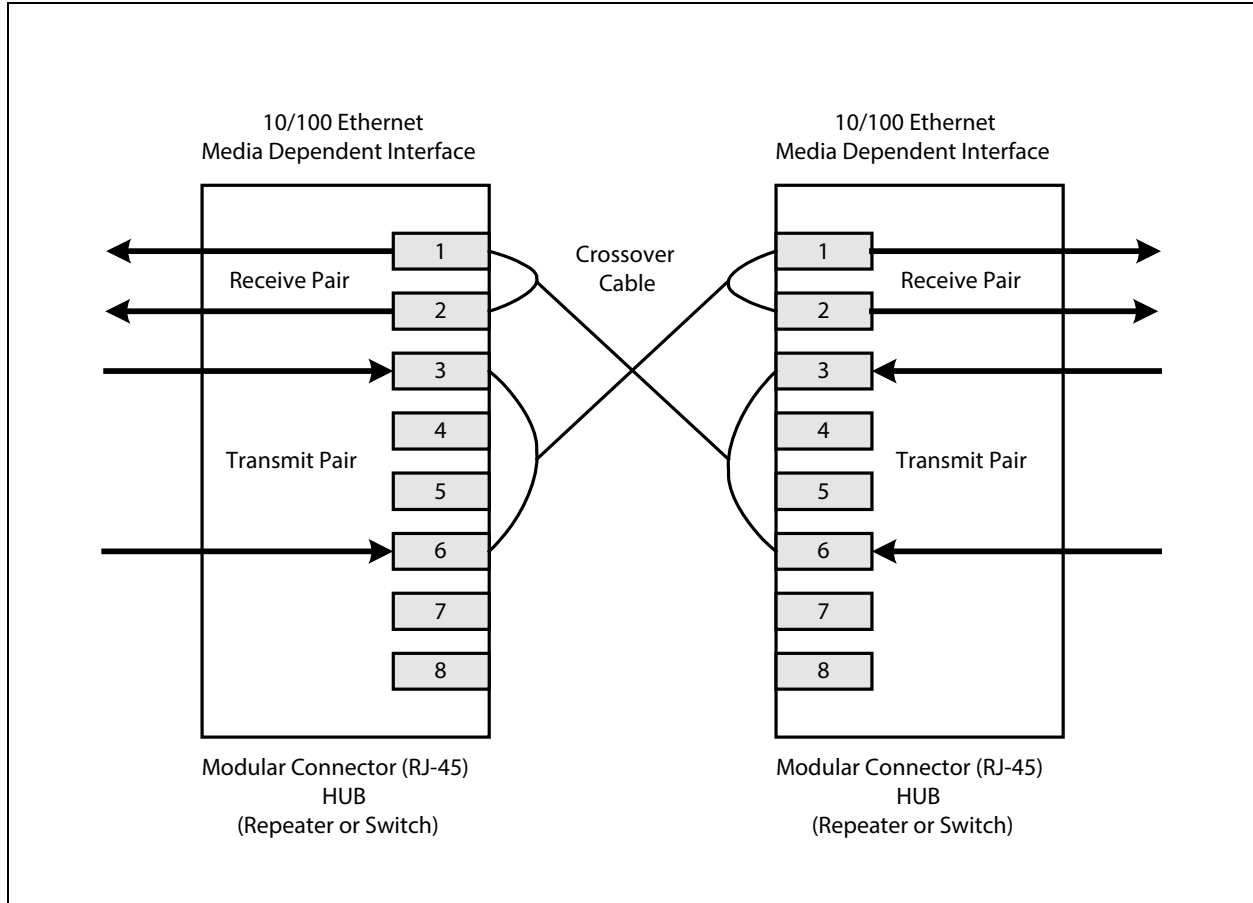 10/100 Ethernet
Media Dependent Interface
10/100 Ethernet
Media Dependent Interface
1
Receive Pair
2
3
4
Transmit Pair
5
6
7
8
Crossover
Cable
1
Receive Pair
2
3
4
Transmit Pair
5
6
7
8
Modular Connector (RJ-45)
HUB
(Repeater or Switch)
Modular Connector (RJ-45)
HUB
(Repeater or Switch)